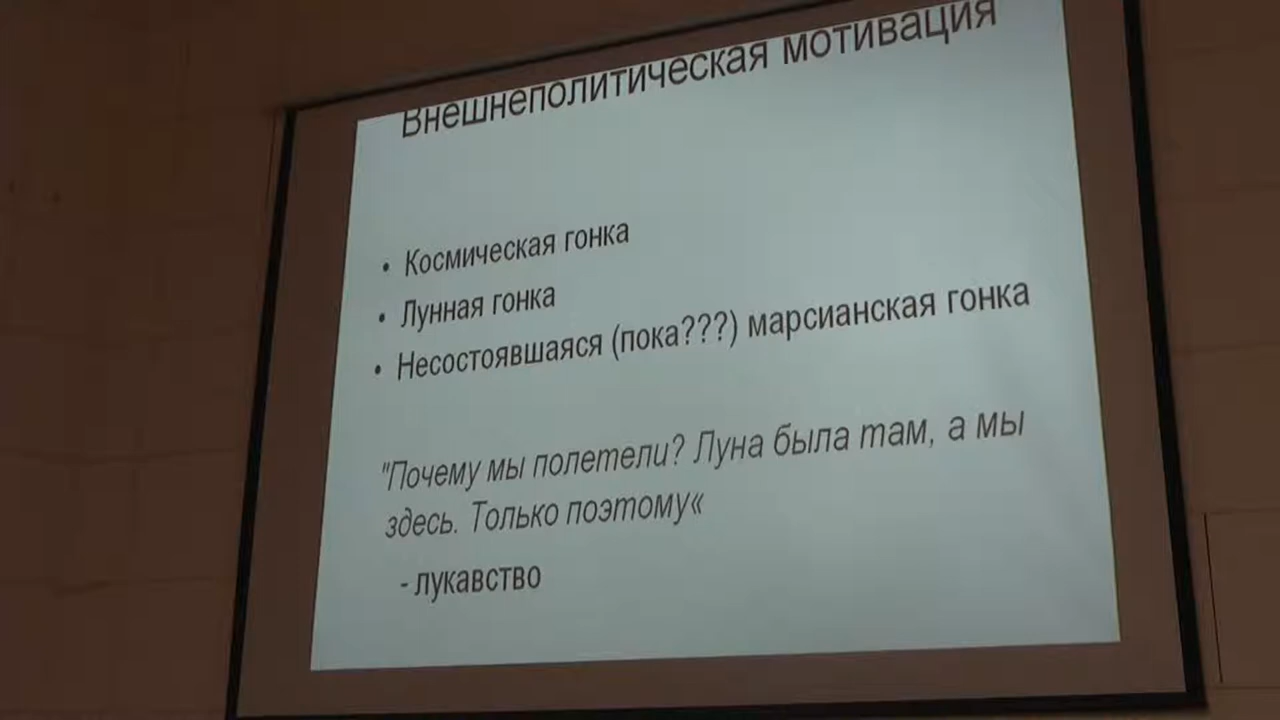 Внешнеполитическая мотивация
• Космическая гонка
• Лунная гонка
• Несостоявшаяся (пока???) марсианская гонка
"Почему мы полетели? Луна была там, а мы
здесь. Только поэтому«
- лукавство